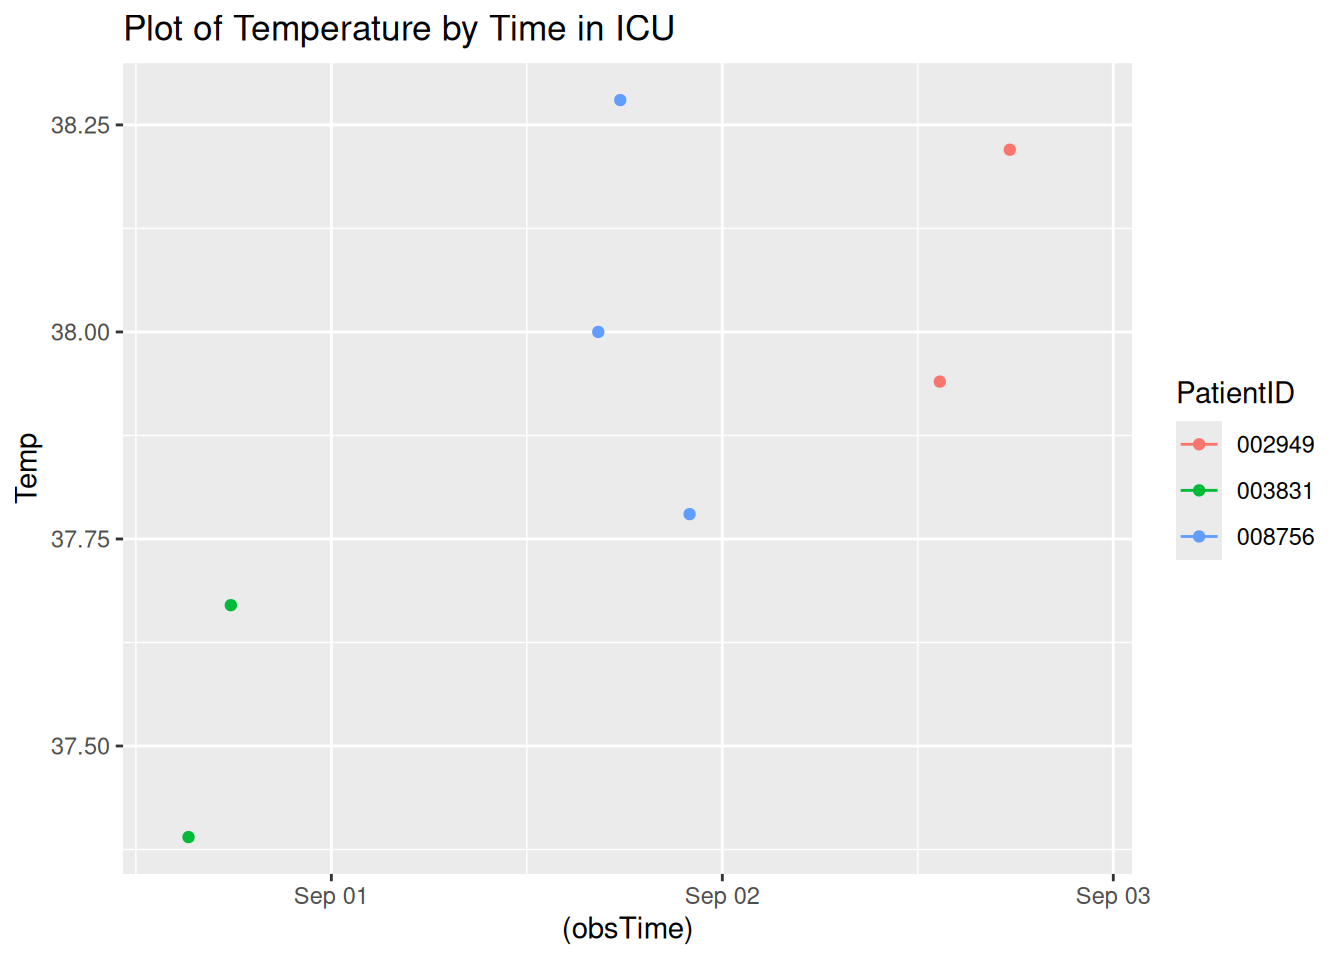 Plot of Temperature by Time in ICU
38.25
38.00
37.75
37.50
Temp
Sep 01
Sep 02
Sep 03
(obsTime)
PatientID
002949
003831
008756